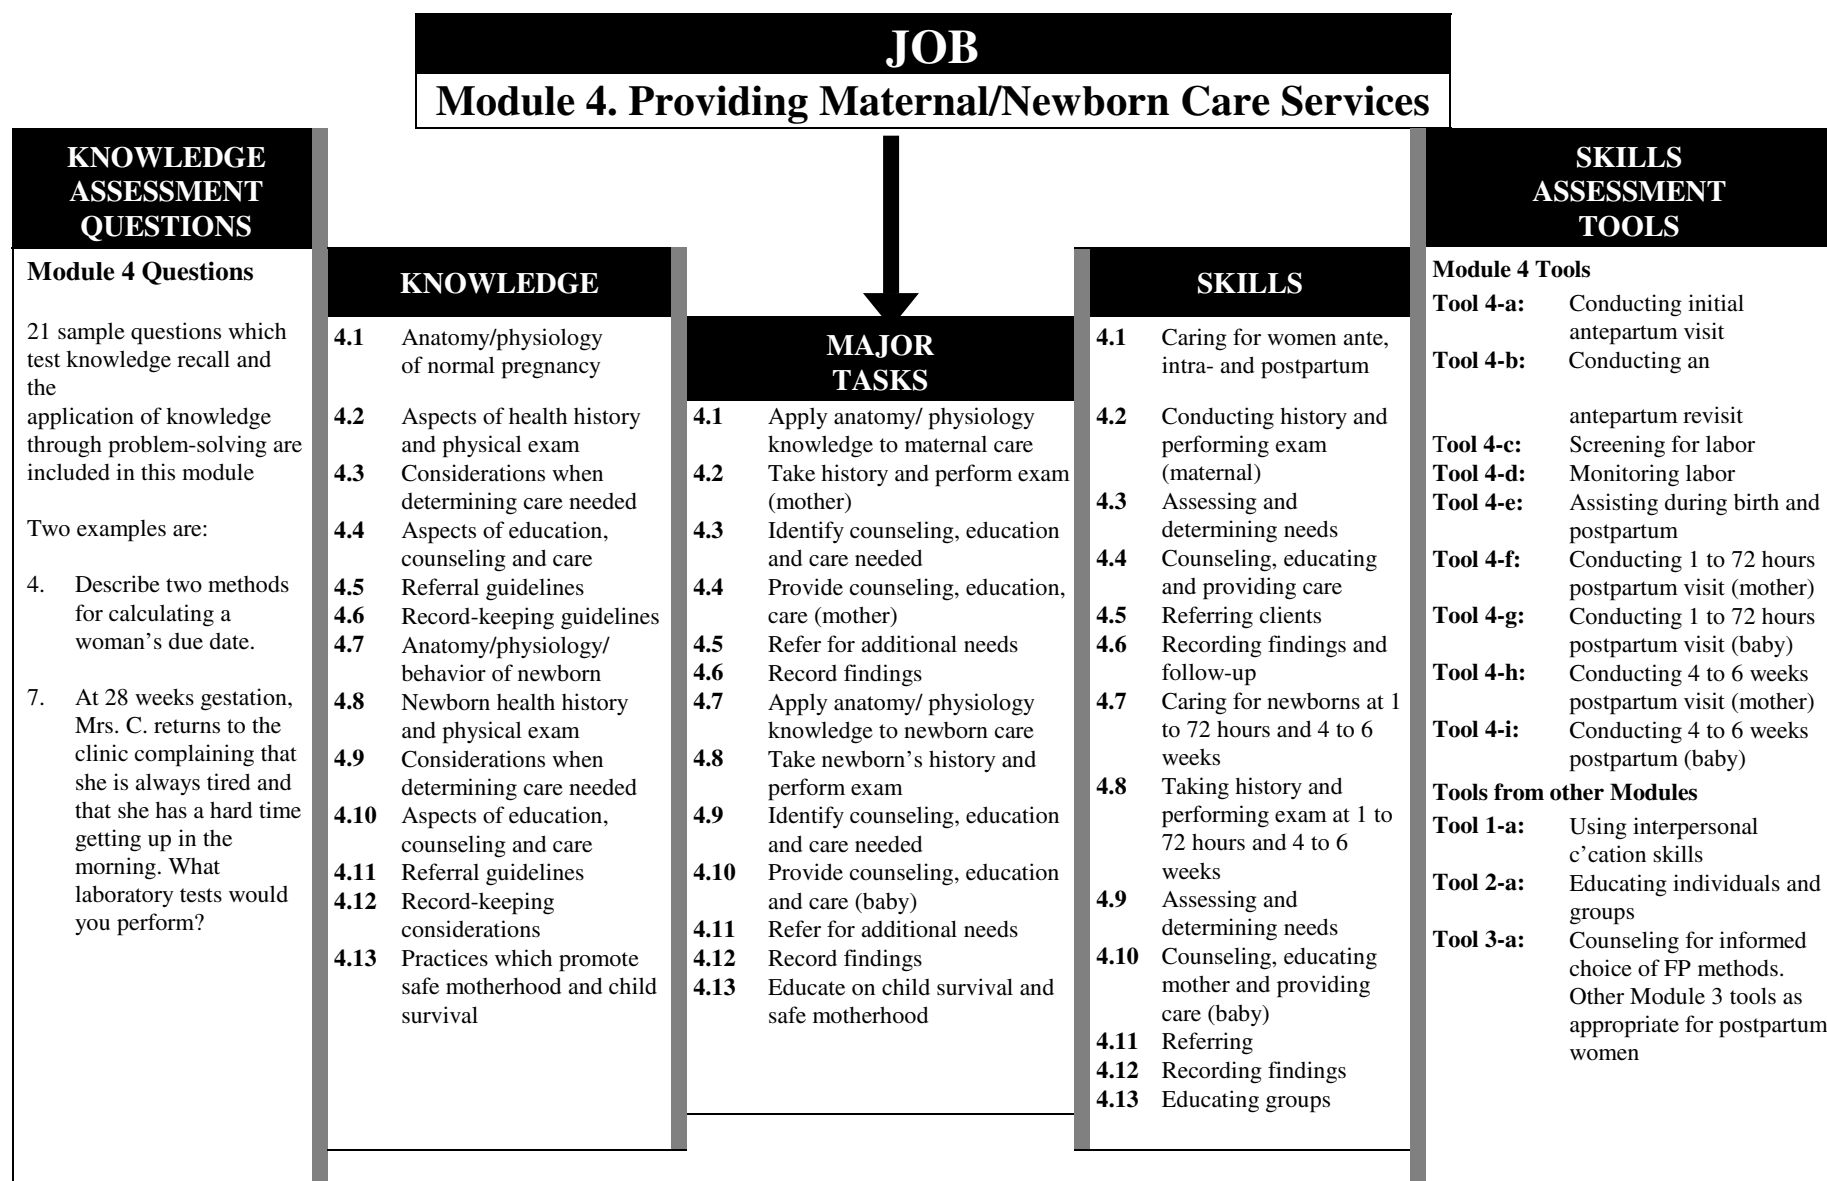 JOB
Module 4. Providing Maternal/Newborn Care Services
KNOWLEDGE
ASSESSMENT
QUESTIONS
Module 4 Questions
21 sample questions which
test knowledge recall and
the
application of knowledge
through problem-solving are
included in this module
Two examples are:
4. Describe two methods
for calculating a
woman's due date.
7. At 28 weeks gestation,
Mrs. C. returns to the
clinic complaining that
she is always tired and
that she has a hard time
getting up in the
morning. What
laboratory tests would
you perform?
KNOWLEDGE
4.1 Anatomy/physiology
of normal pregnancy
4.2 Aspects of health history
and physical exam
4.3 Considerations when
determining care needed
4.4 Aspects of education,
counseling and care
4.5 Referral guidelines
4.6 Record-keeping guidelines
4.7 Anatomy/physiology/
behavior of newborn
4.8 Newborn health history
and physical exam
4.9 Considerations when
determining care needed
4.10 Aspects of education,
counseling and care
4.11 Referral guidelines
4.12 Record-keeping
considerations
4.13 Practices which promote
safe motherhood and child
survival
MAJOR
TASKS
4.1 Apply anatomy/ physiology
knowledge to maternal care
4.2 Take history and perform exam
(mother)
4.3 Identify counseling, education
and care needed
4.4 Provide counseling, education,
care (mother)
4.5 Refer for additional needs
4.6 Record findings
4.7 Apply anatomy/ physiology
knowledge to newborn care
4.8 Take newborn's history and
perform exam
4.9 Identify counseling, education
and care needed
4.10 Provide counseling, education
and care (baby)
4.11 Refer for additional needs
4.12 Record findings
4.13 Educate on child survival and
safe motherhood
SKILLS
4.1 Caring for women ante,
intra- and postpartum
4.2 Conducting history and
performing exam
(maternal)
4.3 Assessing and
determining needs
4.4 Counseling, educating
and providing care
4.5 Referring clients
4.6 Recording findings and
follow-up
4.7 Caring for newborns at 1
to 72 hours and 4 to 6
weeks
4.8 Taking history and
performing exam at 1 to
72 hours and 4 to 6
weeks
4.9 Assessing and
determining needs
4.10 Counseling, educating
mother and providing
care (baby)
4.11 Referring
4.12 Recording findings
4.13 Educating groups
SKILLS
ASSESSMENT
TOOLS
Module 4 Tools
Tool 4-a: Conducting initial
antepartum visit
Tool 4-b: Conducting an
antepartum revisit
Tool 4-c: Screening for labor
Tool 4-d: Monitoring labor
Tool 4-e: Assisting during birth and
postpartum
Tool 4-f: Conducting 1 to 72 hours
postpartum visit (mother)
Tool 4-g: Conducting 1 to 72 hours
postpartum visit (baby)
Tool 4-h: Conducting 4 to 6 weeks
postpartum visit (mother)
Tool 4-i: Conducting 4 to 6 weeks
postpartum (baby)
Tools from other Modules
Tool 1-a: Using interpersonal
c'cation skills
Tool 2-a: Educating individuals and
groups
Tool 3-a: Counseling for informed
choice of FP methods.
Other Module 3 tools as
appropriate for postpartum
women